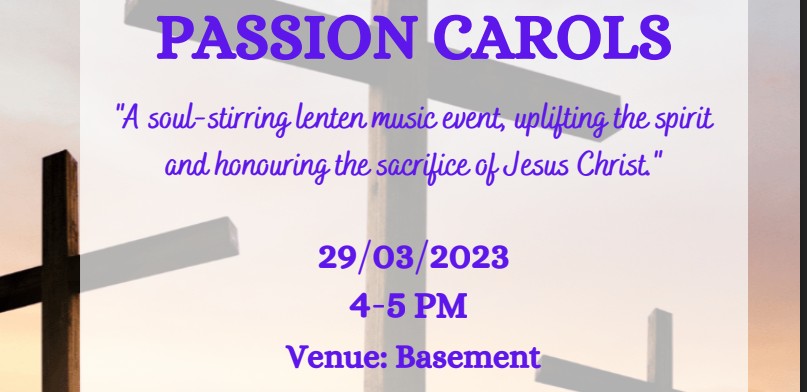 PASSION CAROLS
"A soul-stirring lenten music event, uplifting the spirit
and honouring the sacrifice of Jesus Christ."
29/03/2023
4-5 PM
Venue: Basement